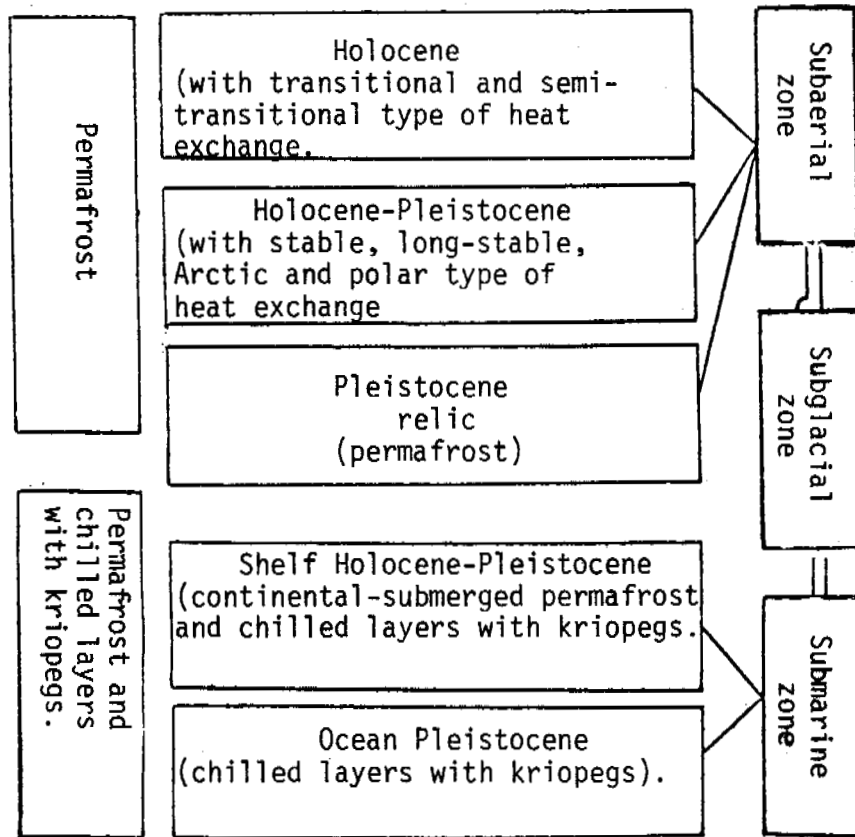 Permafrost
Holocene
(with transitional and semi-
transitional type of heat
exchange.
Holocene-Pleistocene
(with stable, long-stable,
Arctic and polar type of
heat exchange
Pleistocene
relic
(permafrost)
Subaerial
zone
Subglacial
zone
Permafrost and
chilled layers
with kriopegs.
Shelf Holocene-Pleistocene
(continental-submerged permafrost
and chilled layers with kriopegs.
Ocean Pleistocene
(chilled layers with kriopegs).
Submarine
zone